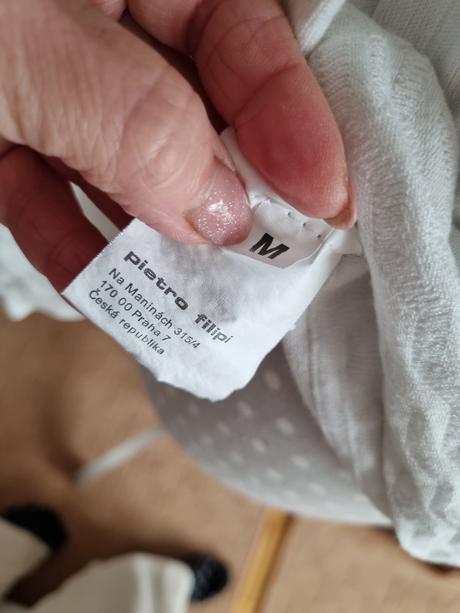 M
pietro filipi
Na Maninách 315/4
170 00 Praha 7
Česká republika